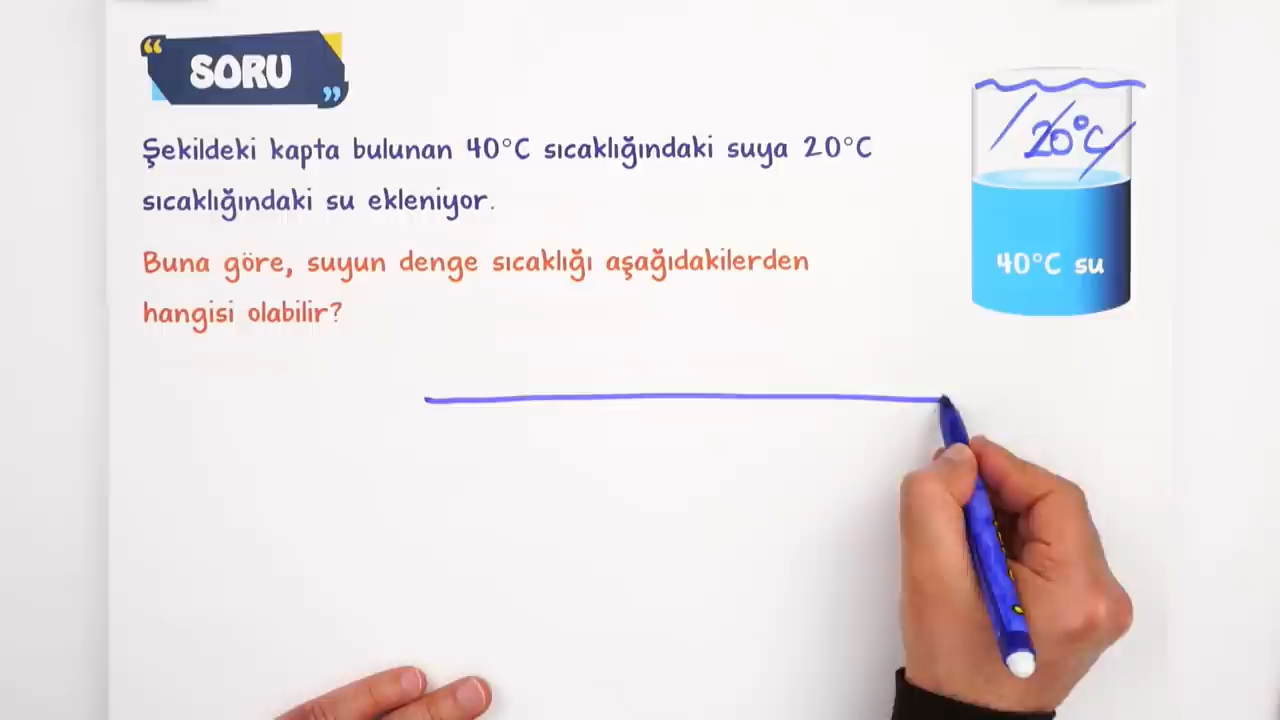 SORU
Şekildeki kapta bulunan 40°C sıcaklığındaki suya 20°C
sıcaklığındaki su ekleniyor.
Buna göre, suyun denge sıcaklığı aşağıdakilerden
hangisi olabilir?
20°C
40°C su